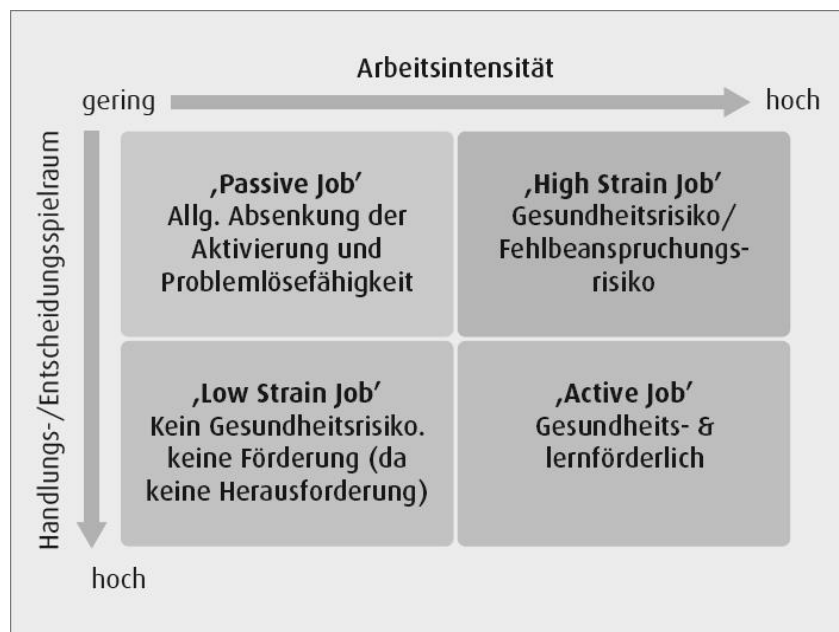 Arbeitsintensität
gering
hoch
Handlungs-/Entscheidungsspielraum
‚Passive Job’
Allg. Absenkung der
Aktivierung und
Problemlösefähigkeit
‚High Strain Job’
Gesundheitsrisiko/
Fehlbeanspruchungs-
risiko
‚Low Strain Job’
Kein Gesundheitsrisiko.
keine Förderung (da
keine Herausforderung)
‚Active Job’
Gesundheits- &
lernförderlich
hoch